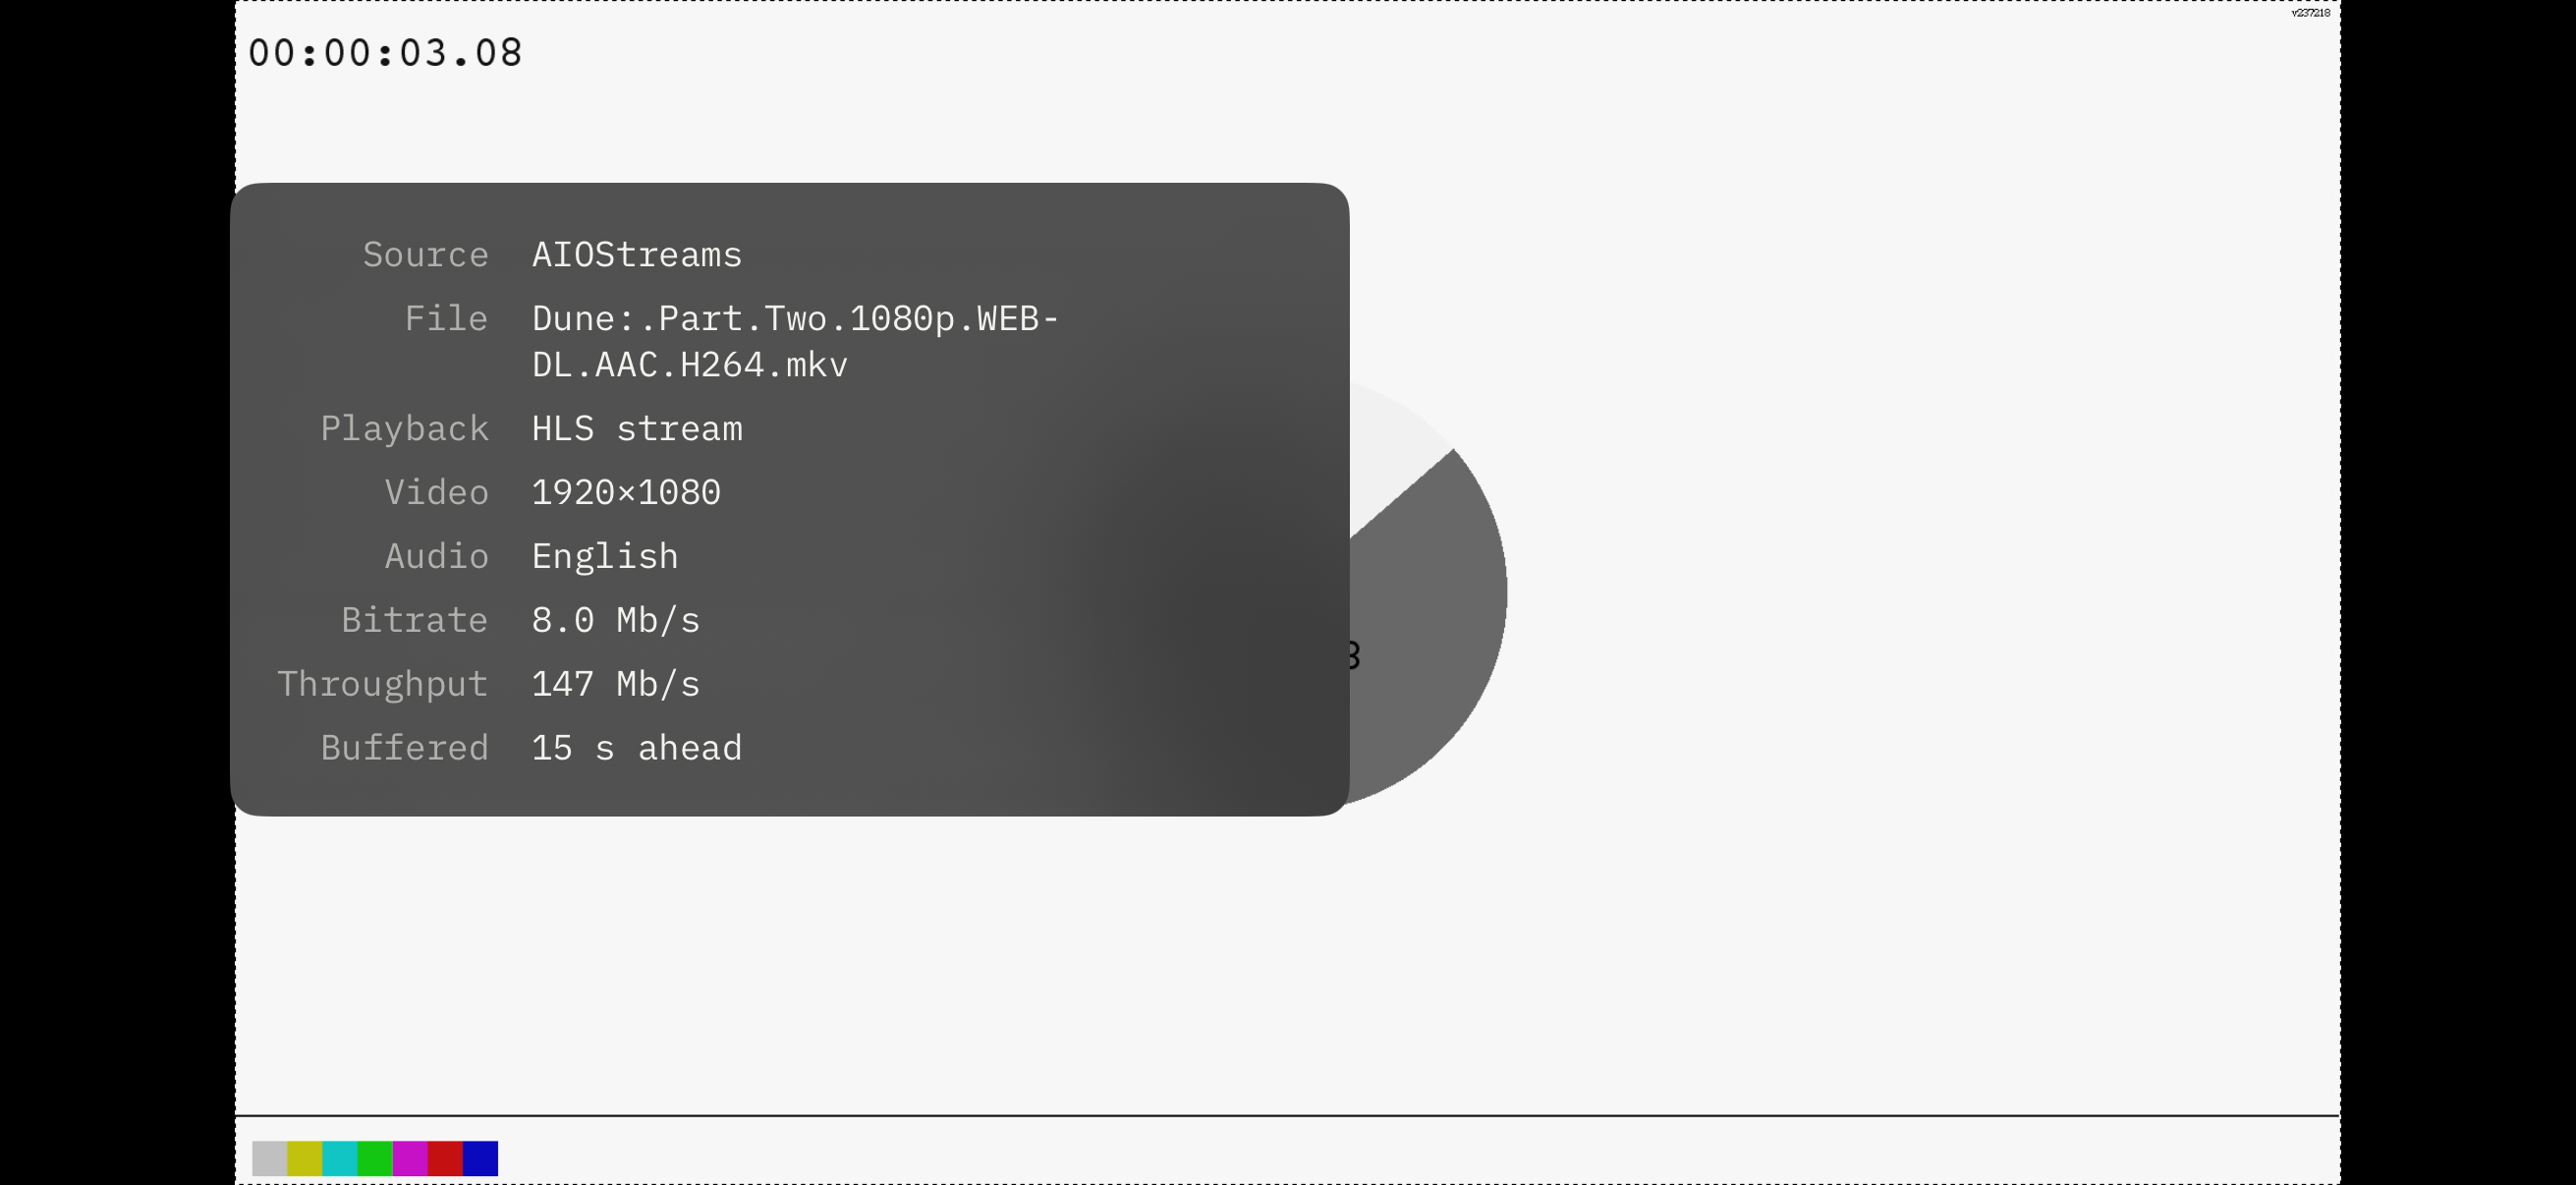 v237218
00:00:03.08
Source AIOStreams
File Dune:.Part.Two.1080p.WEB-
DL.AAC.H264.mkv
Playback HLS stream
Video 1920×1080
Audio English
Bitrate 8.0 Mb/s
Throughput 147 Mb/s
Buffered 15 s ahead